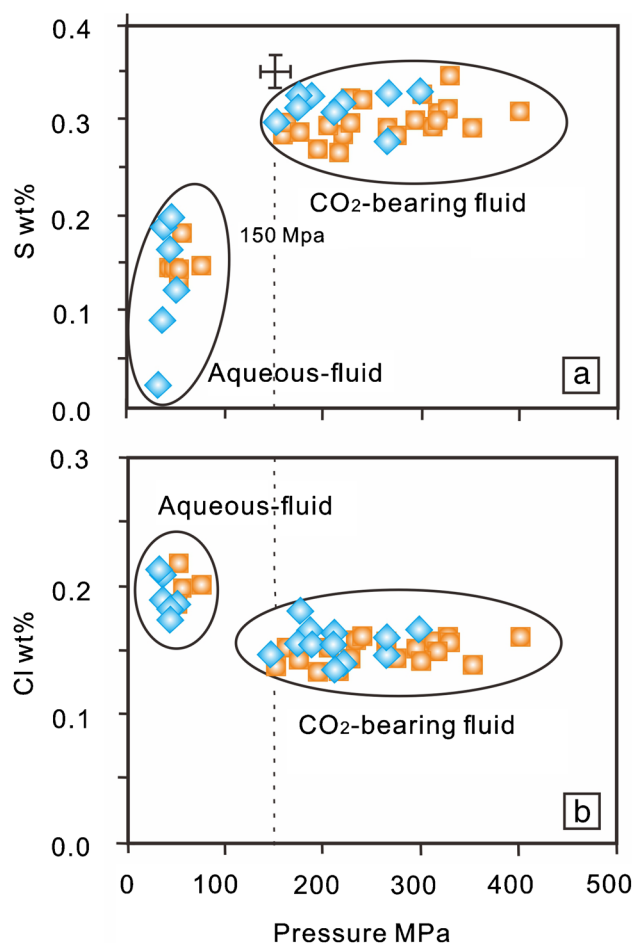 0.4
0.3
0.2
0.1
0.0
S wt%
CO2-bearing fluid
150 Mpa
Aqueous-fluid
a
0.3
0.2
0.1
0.0
Cl wt%
Aqueous-fluid
CO2-bearing fluid
b
0 100 200 300 400 500
Pressure MPa